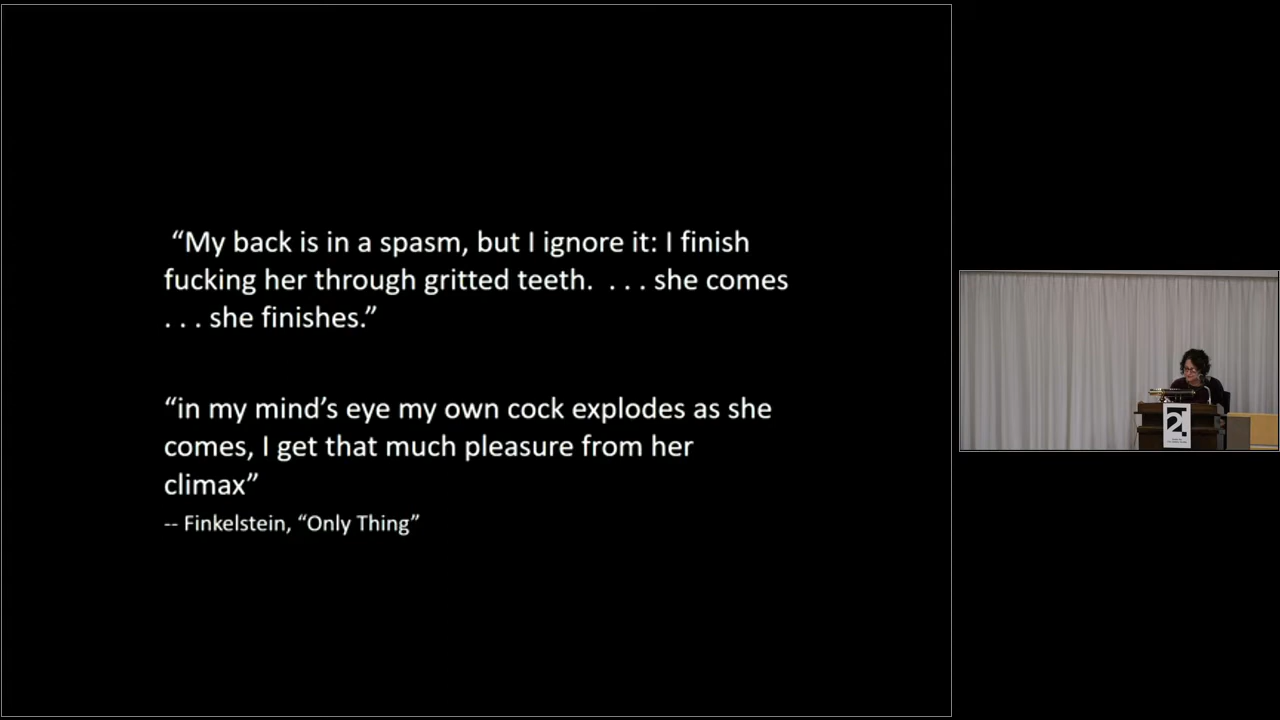 “My back is in a spasm, but I ignore it: I finish
fucking her through gritted teeth.  . . . she comes
. . . she finishes.”
“in my mind’s eye my own cock explodes as she
comes, I get that much pleasure from her
climax”
-- Finkelstein, “Only Thing”
21